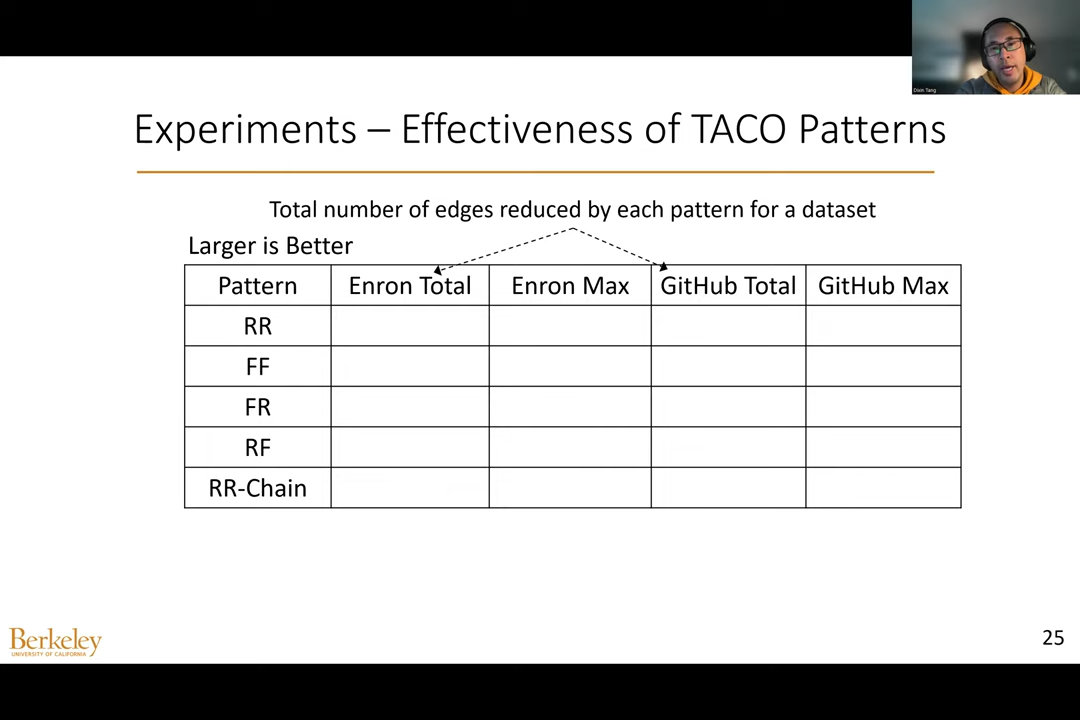 Dixin Tang
Experiments – Effectiveness of TACO Patterns
Total number of edges reduced by each pattern for a dataset
Larger is Better
Pattern Enron Total Enron Max GitHub Total GitHub Max
RR
FF
FR
RF
RR-Chain
Berkeley
UNIVERSITY OF CALIFORNIA
25